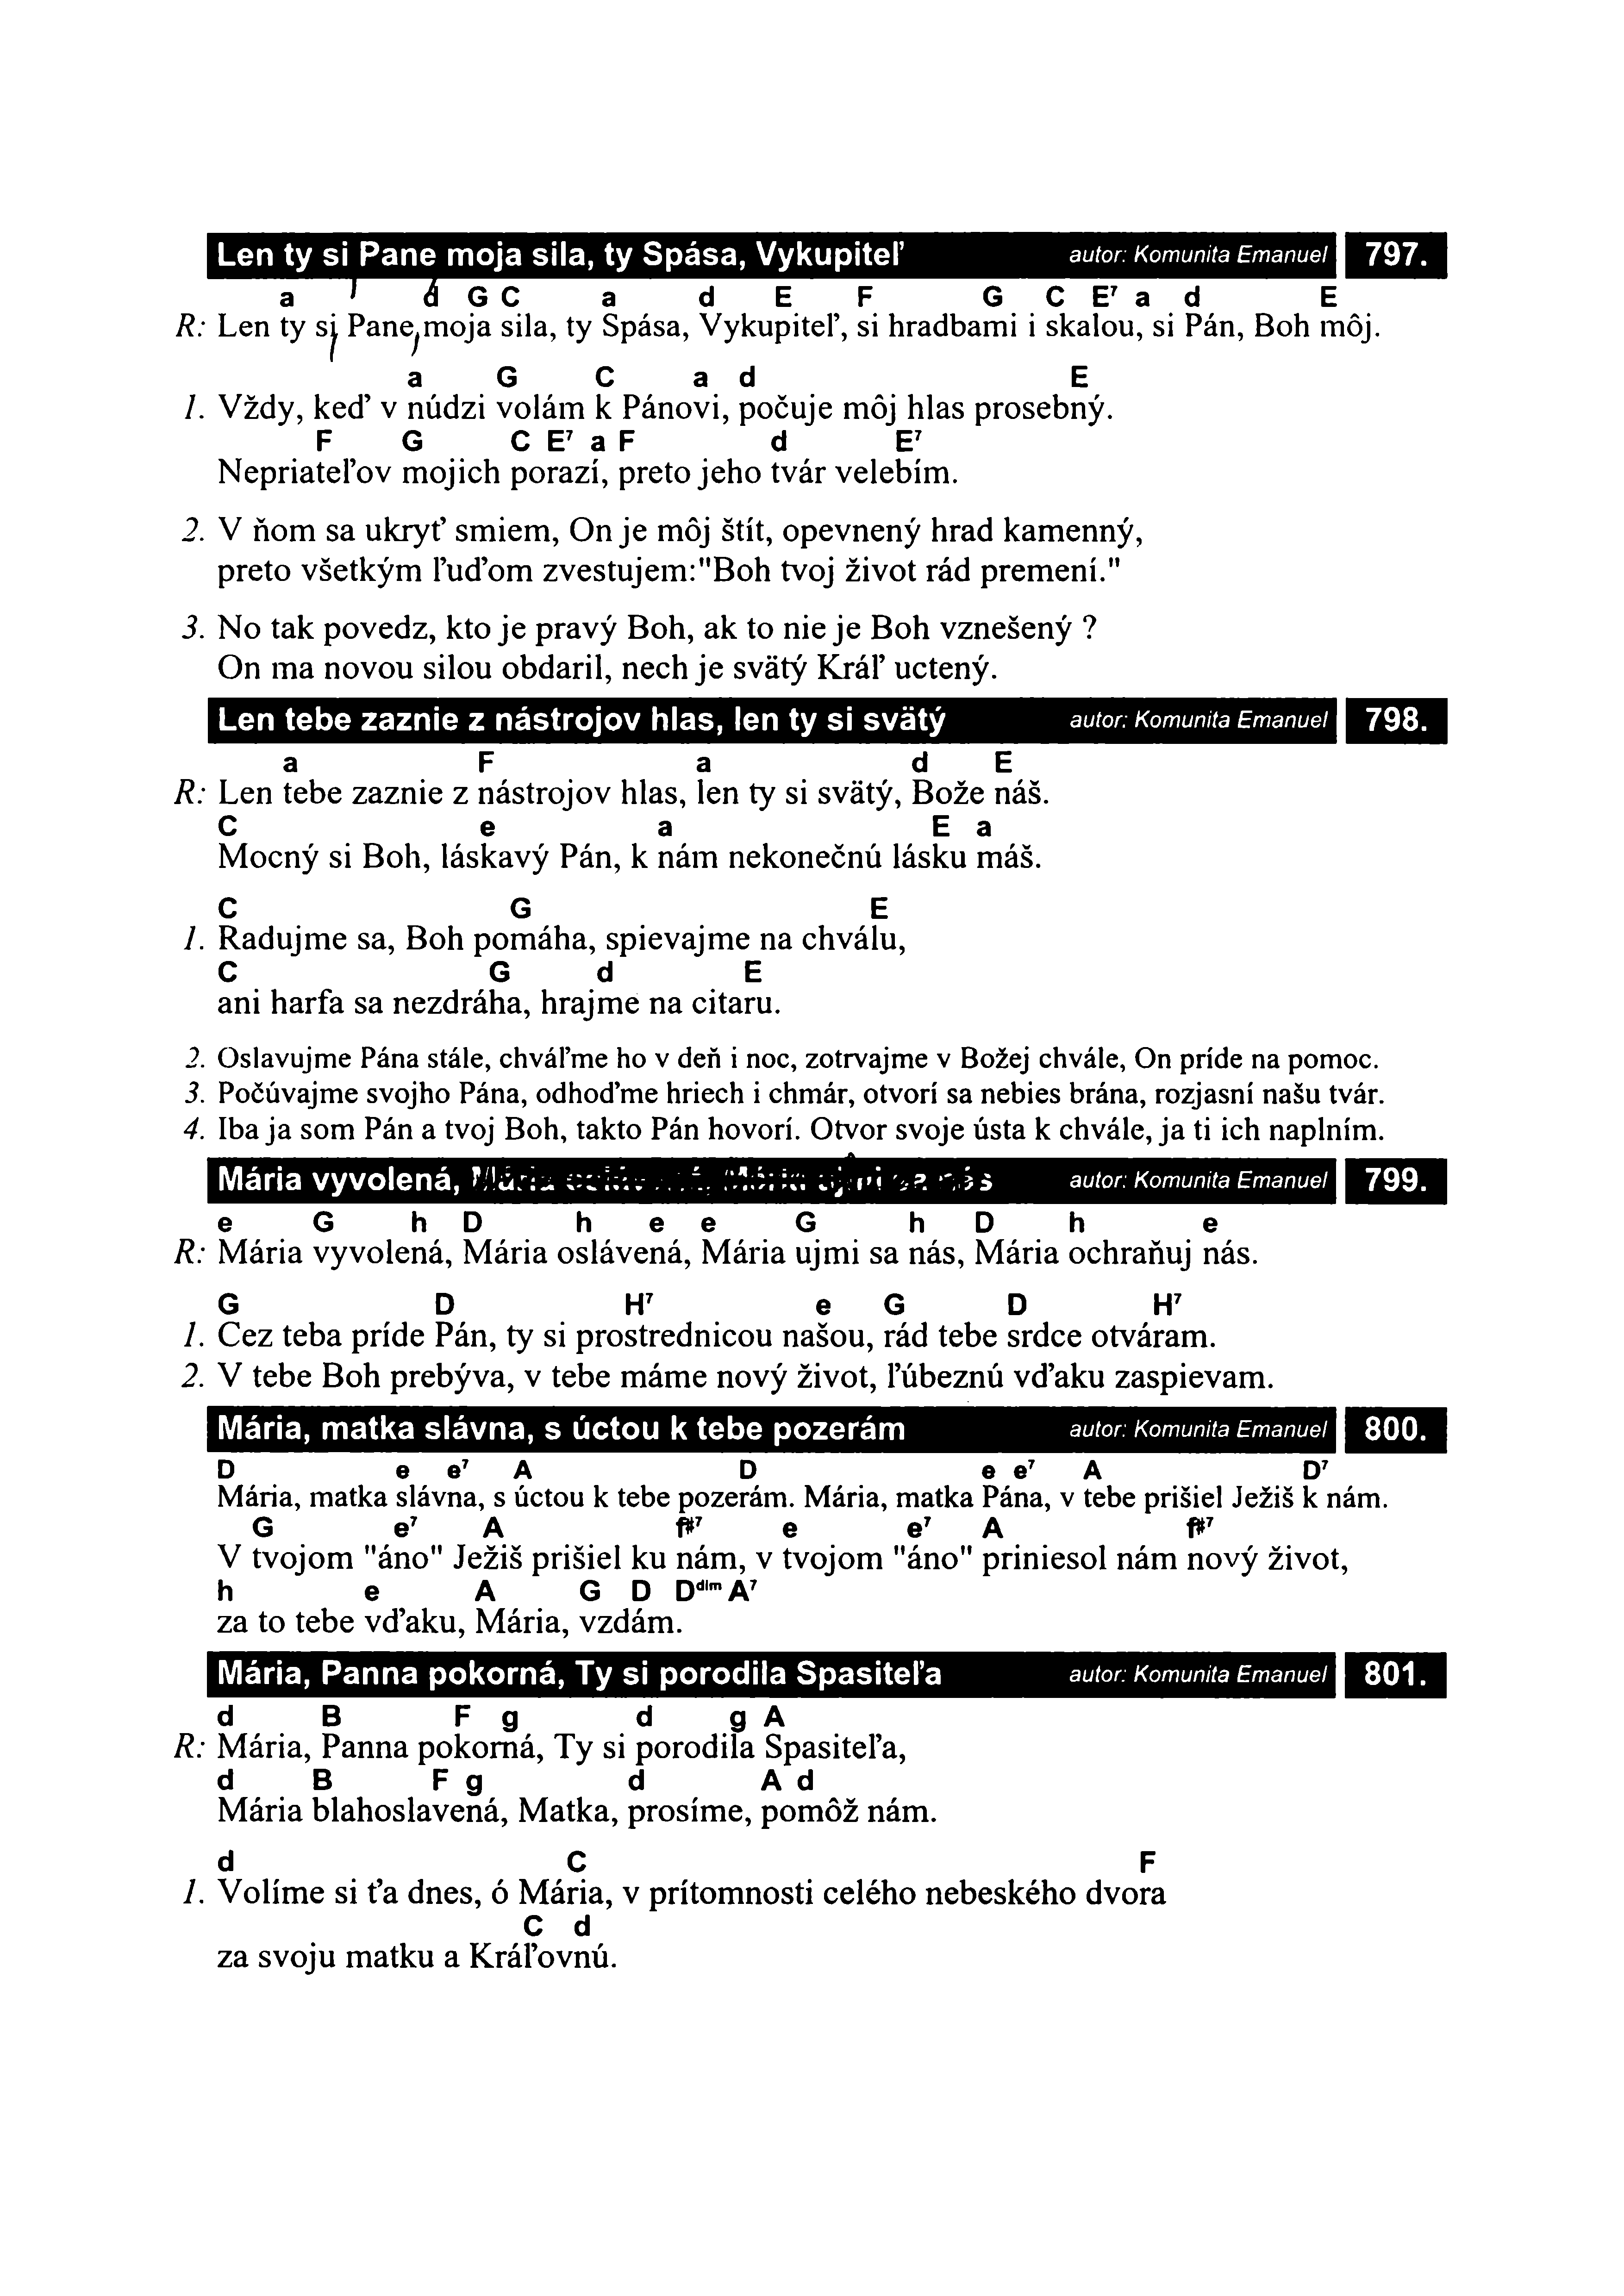 Len ty si Pane moja sila, ty Spása, Vykupiteľ autor: Komunita Emanuel 797.
a d G C a d E F G C E7 a d E
R: Len ty si, Pane, moja sila, ty Spása, Vykupiteľ, si hradbami i skalou, si Pán, Boh môj.
a G C a d E
1. Vždy, keď v núdzi volám k Pánovi, počuje môj hlas prosebný.
F G C E7 a F d E7
Nepriateľov mojich porazí, preto jeho tvár velebím.
2. V ňom sa ukryť smiem, On je môj štít, opevnený hrad kamenný,
preto všetkým ľuďom zvestujem:"Boh tvoj život rád premení."
3. No tak povedz, kto je pravý Boh, ak to nie je Boh vznešený ?
On ma novou silou obdaril, nech je svätý Kráľ uctený.
Len tebe zaznie z nástrojov hlas, len ty si svätý autor: Komunita Emanuel 798.
a F a d E
R: Len tebe zaznie z nástrojov hlas, len ty si svätý, Bože náš.
C e a E a
Mocný si Boh, láskavý Pán, k nám nekonečnú lásku máš.
C G E
1. Radujme sa, Boh pomáha, spievajme na chválu,
C G d E
ani harfa sa nezdráha, hrajme na citaru.
2. Oslavujme Pána stále, chváľme ho v deň i noc, zotrvajme v Božej chvále, On príde na pomoc.
3. Počúvajme svojho Pána, odhoďme hriech i chmár, otvorí sa nebies brána, rozjasní našu tvár.
4. Iba ja som Pán a tvoj Boh, takto Pán hovorí. Otvor svoje ústa k chvále, ja ti ich naplním.
Mária vyvolená, autor: Komunita Emanuel 799.
e G h D h e e G h D h e
R: Mária vyvolená, Mária oslávená, Mária ujmi sa nás, Mária ochraňuj nás.
G D H7 e G D H7
1. Cez teba príde Pán, ty si prostrednicou našou, rád tebe srdce otváram.
2. V tebe Boh prebýva, v tebe máme nový život, ľúbeznú vďaku zaspievam.
Mária, matka slávna, s úctou k tebe pozerám autor: Komunita Emanuel 800.
D e e7 A D e e7 A D7
Mária, matka slávna, s úctou k tebe pozerám. Mária, matka Pána, v tebe prišiel Ježiš k nám.
G e7 A f#7 e e7 A f#7
V tvojom "áno" Ježiš prišiel ku nám, v tvojom "áno" priniesol nám nový život,
h e A G D Ddim A7
za to tebe vďaku, Mária, vzdám.
Mária, Panna pokorná, Ty si porodila Spasiteľa autor: Komunita Emanuel 801.
d B F g d g A
R: Mária, Panna pokorná, Ty si porodila Spasiteľa,
d B F g d A d
Mária blahoslavená, Matka, prosíme, pomôž nám.
d C F
1. Volíme si ťa dnes, ó Mária, v prítomnosti celého nebeského dvora
C d
za svoju matku a Kráľovnú.